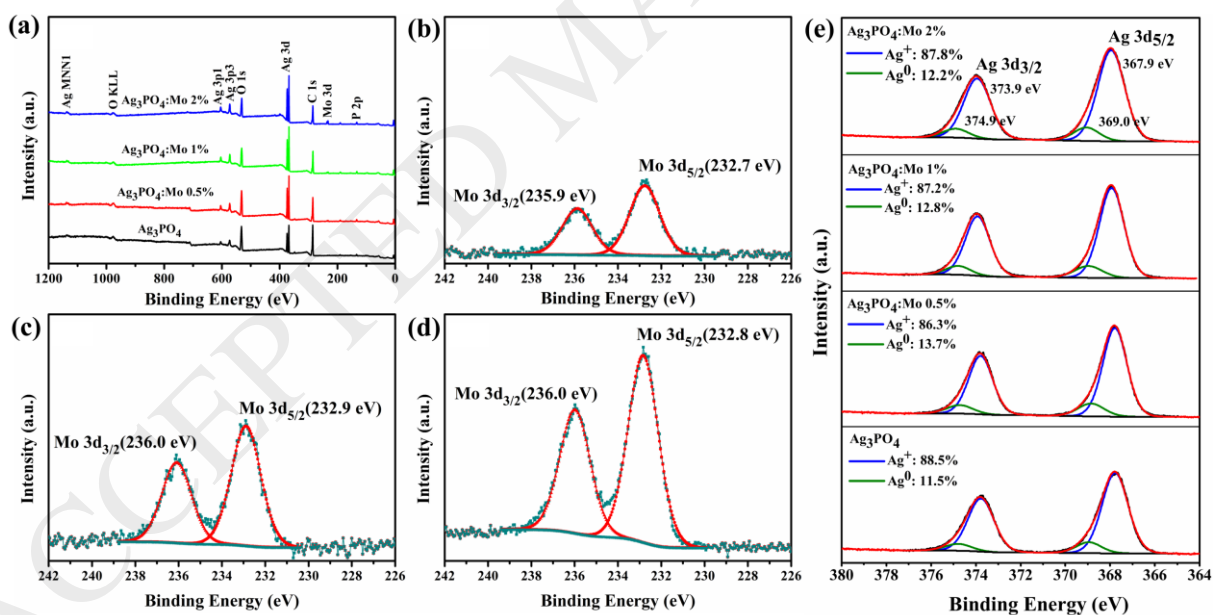 (a)
Ag MNN1
O KLL
Ag 3p1
Ag 3p3
O 1s
Ag 3d
C 1s
Mo 3d
P 2p
Ag₃PO₄:Mo 2%
Ag₃PO₄:Mo 1%
Ag₃PO₄:Mo 0.5%
Ag₃PO₄
Intensity (a.u.)
1200 1000 800 600 400 200 0
Binding Energy (eV)
(b)
Mo 3d₅/₂(232.7 eV)
Mo 3d₃/₂(235.9 eV)
Intensity (a.u.)
242 240 238 236 234 232 230 228 226
Binding Energy (eV)
(c)
Mo 3d₅/₂(232.9 eV)
Mo 3d₃/₂(236.0 eV)
Intensity (a.u.)
242 240 238 236 234 232 230 228 226
Binding Energy (eV)
(d)
Mo 3d₅/₂(232.8 eV)
Mo 3d₃/₂(236.0 eV)
Intensity (a.u.)
242 240 238 236 234 232 230 228 226
Binding Energy (eV)
(e)
Ag₃PO₄:Mo 2%
Ag⁺: 87.8%
Ag⁰: 12.2%
Ag 3d₃/₂
373.9 eV
374.9 eV
Ag 3d₅/₂
367.9 eV
369.0 eV
Ag₃PO₄:Mo 1%
Ag⁺: 87.2%
Ag⁰: 12.8%
Ag₃PO₄:Mo 0.5%
Ag⁺: 86.3%
Ag⁰: 13.7%
Ag₃PO₄
Ag⁺: 88.5%
Ag⁰: 11.5%
Intensity (a.u.)
380 376 372 368 364
Binding Energy (eV)